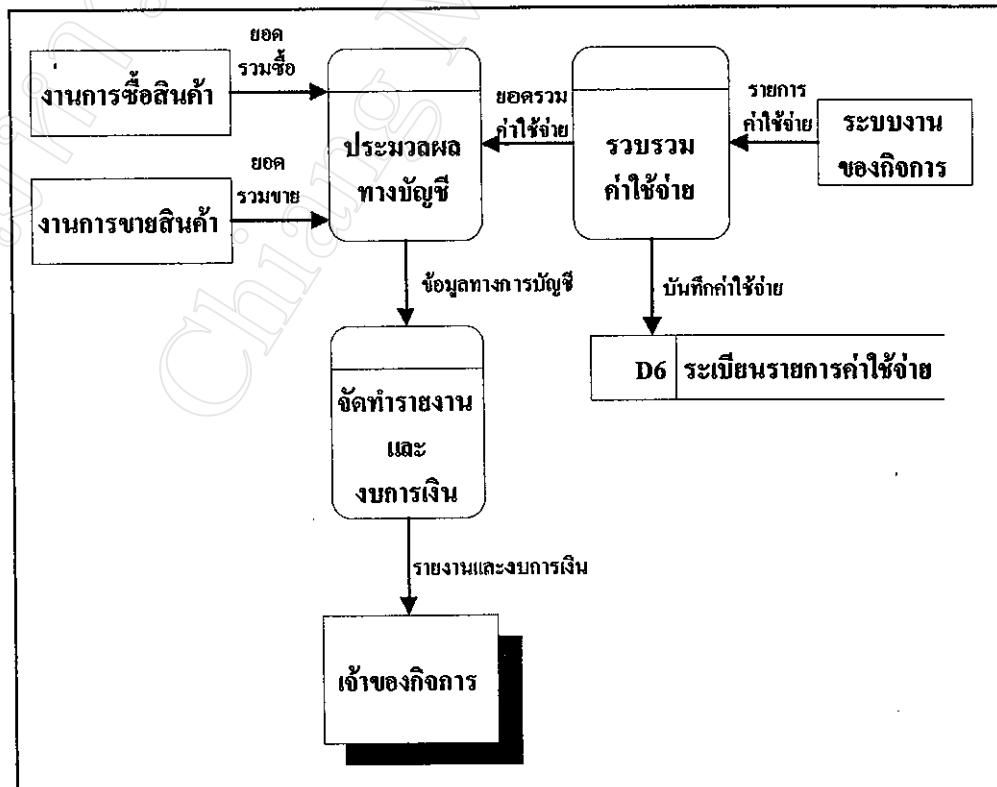 ยอด
รวมซื้อ
งานการซื้อสินค้า
ยอด
รวมขาย
งานการขายสินค้า
ประมวลผล
ทางบัญชี
ยอดรวม
ค่าใช้จ่าย
รวบรวม
ค่าใช้จ่าย
รายการ
ค่าใช้จ่าย
ระบบงาน
ของกิจการ
ข้อมูลทางการบัญชี
บันทึกค่าใช้จ่าย
D6 ระเบียนรายการค่าใช้จ่าย
จัดทำรายงาน
และ
งบการเงิน
รายงานและงบการเงิน
เจ้าของกิจการ
Chiang M